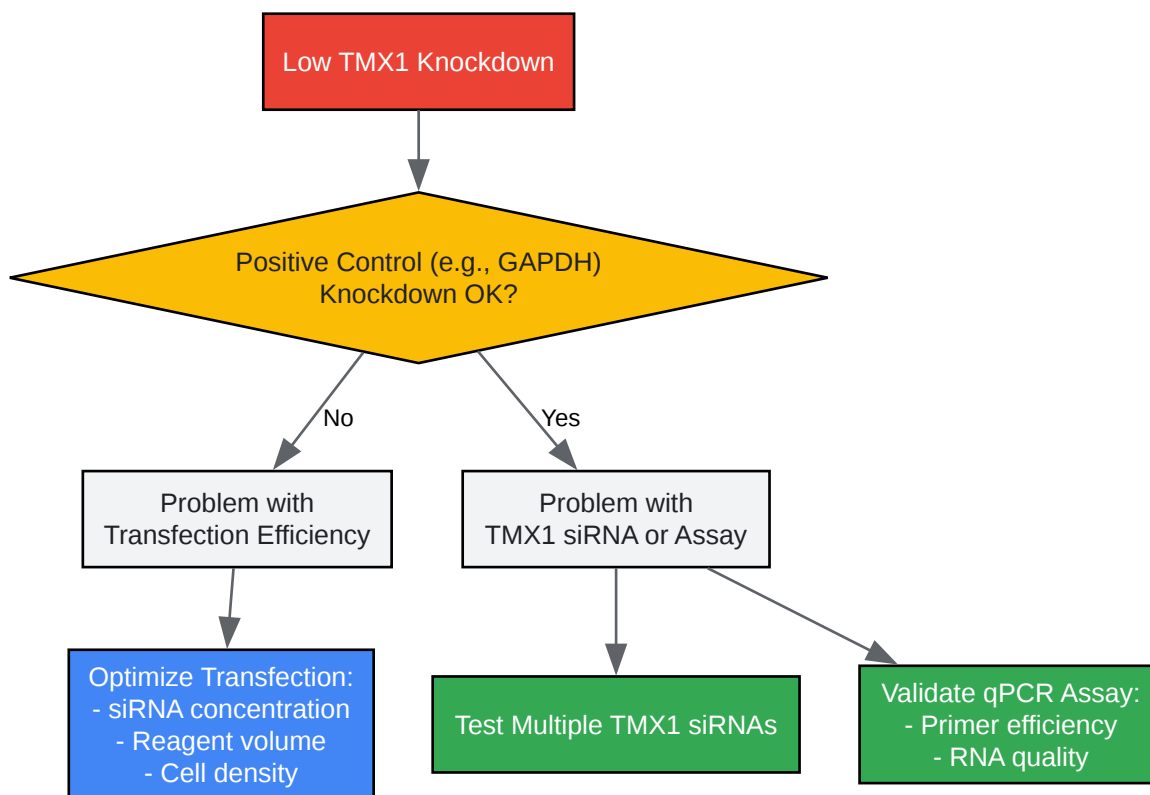 Low TMX1 Knockdown
Positive Control (e.g., GAPDH)
Knockdown OK?
No
Yes
Problem with
Transfection Efficiency
Problem with
TMX1 siRNA or Assay
Optimize Transfection:
- siRNA concentration
- Reagent volume
- Cell density
Test Multiple TMX1 siRNAs
Validate qPCR Assay:
- Primer efficiency
- RNA quality